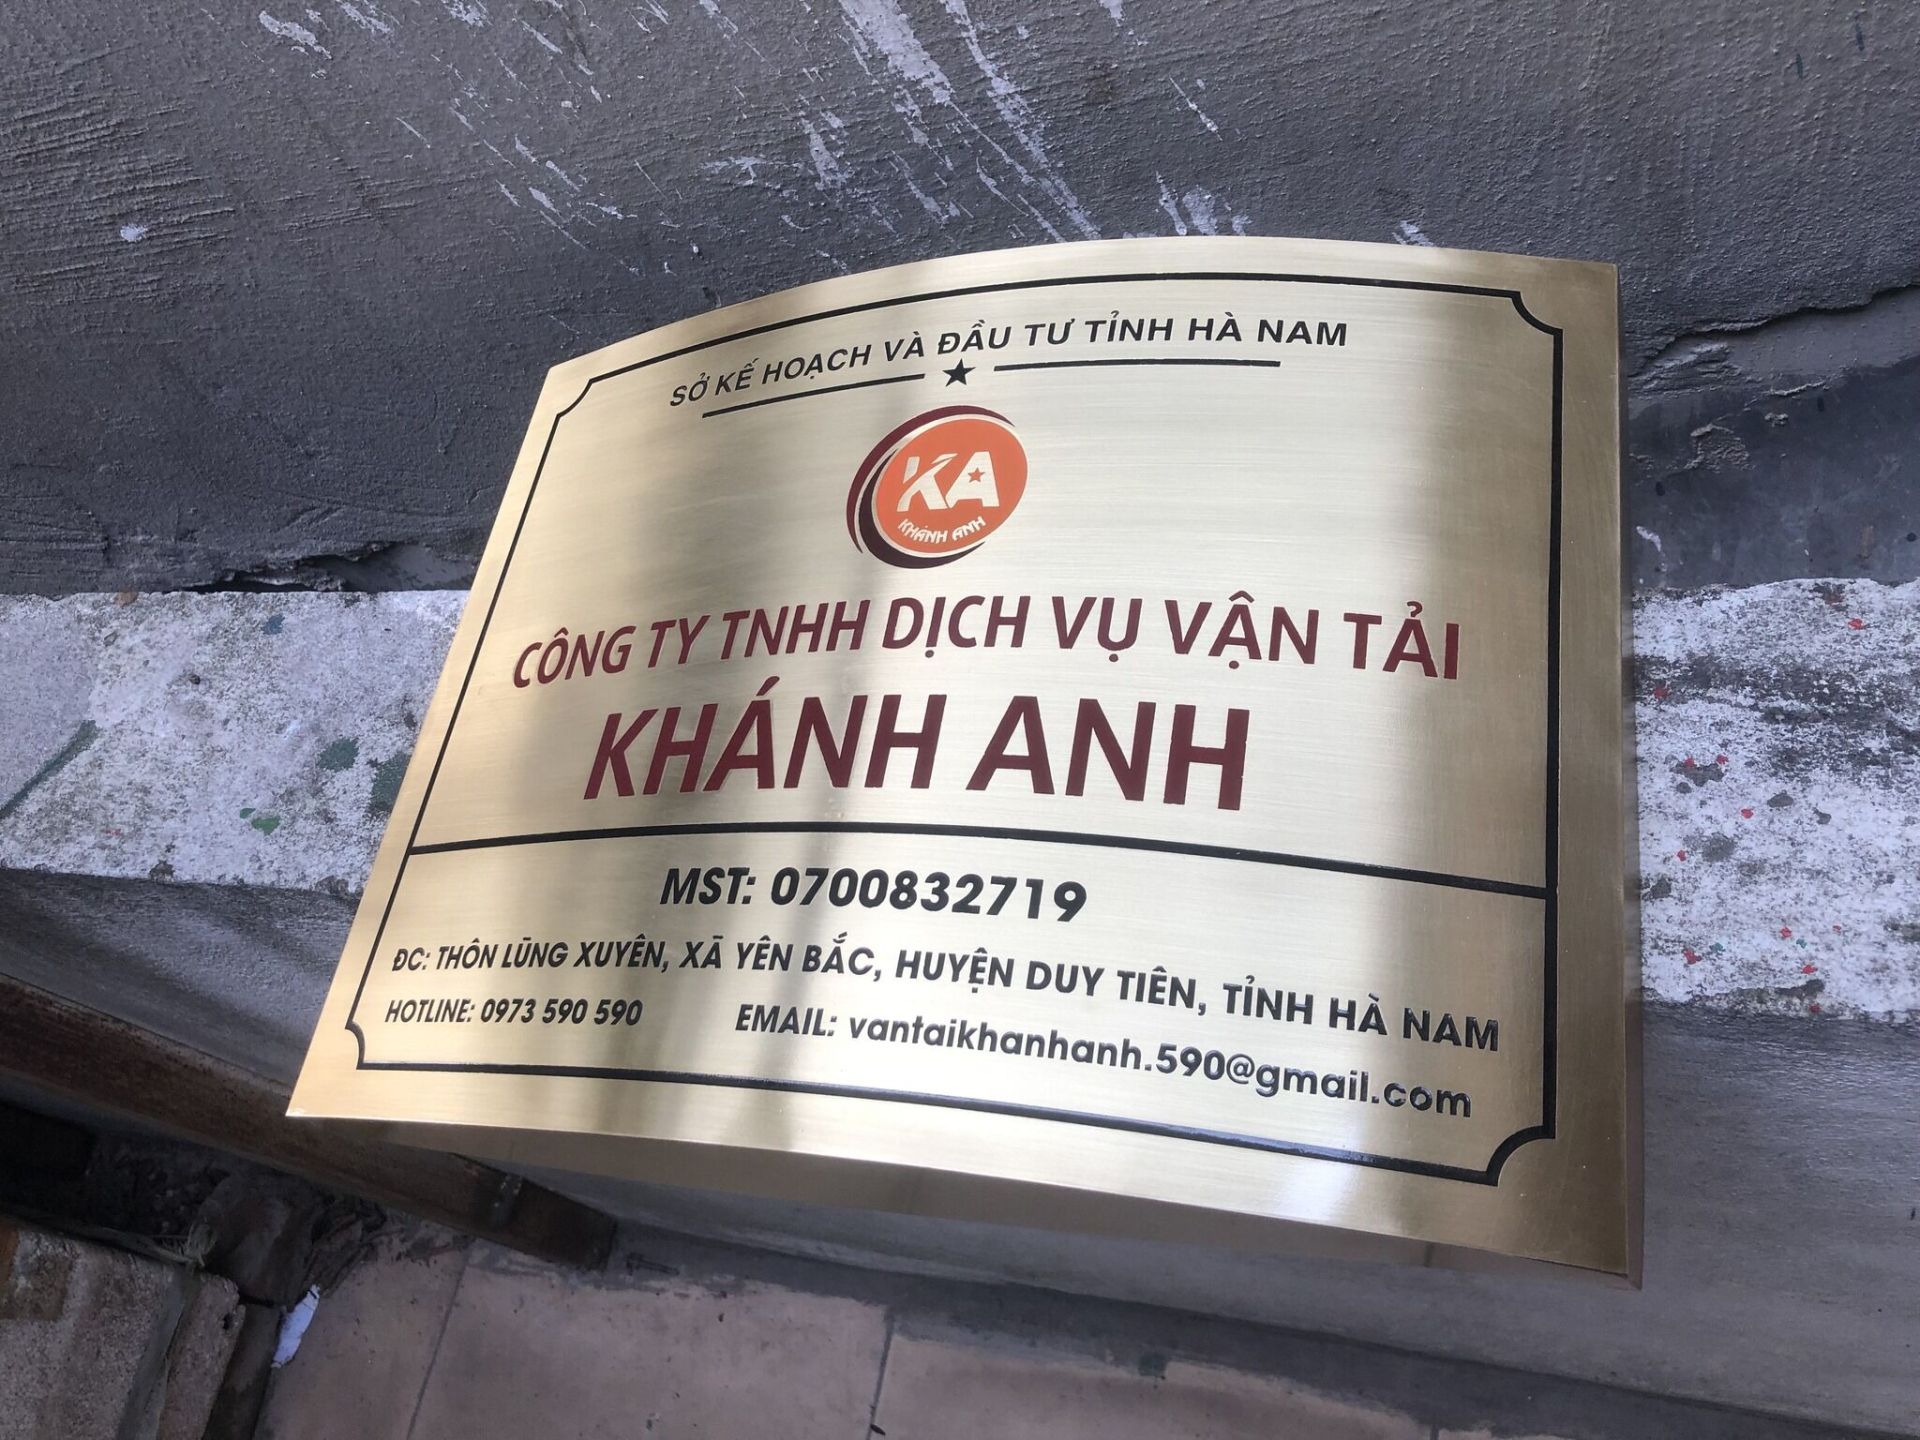 SỞ KẾ HOẠCH VÀ ĐẦU TƯ TỈNH HÀ NAM
KA
KHÁNH ANH
CÔNG TY TNHH DỊCH VỤ VẬN TẢI
KHÁNH ANH
MST: 0700832719
ĐC: THÔN LŨNG XUYÊN, XÃ YÊN BẮC, HUYỆN DUY TIÊN, TỈNH HÀ NAM
HOTLINE: 0973 590 590 EMAIL: vantaikhanhanh.590@gmail.com